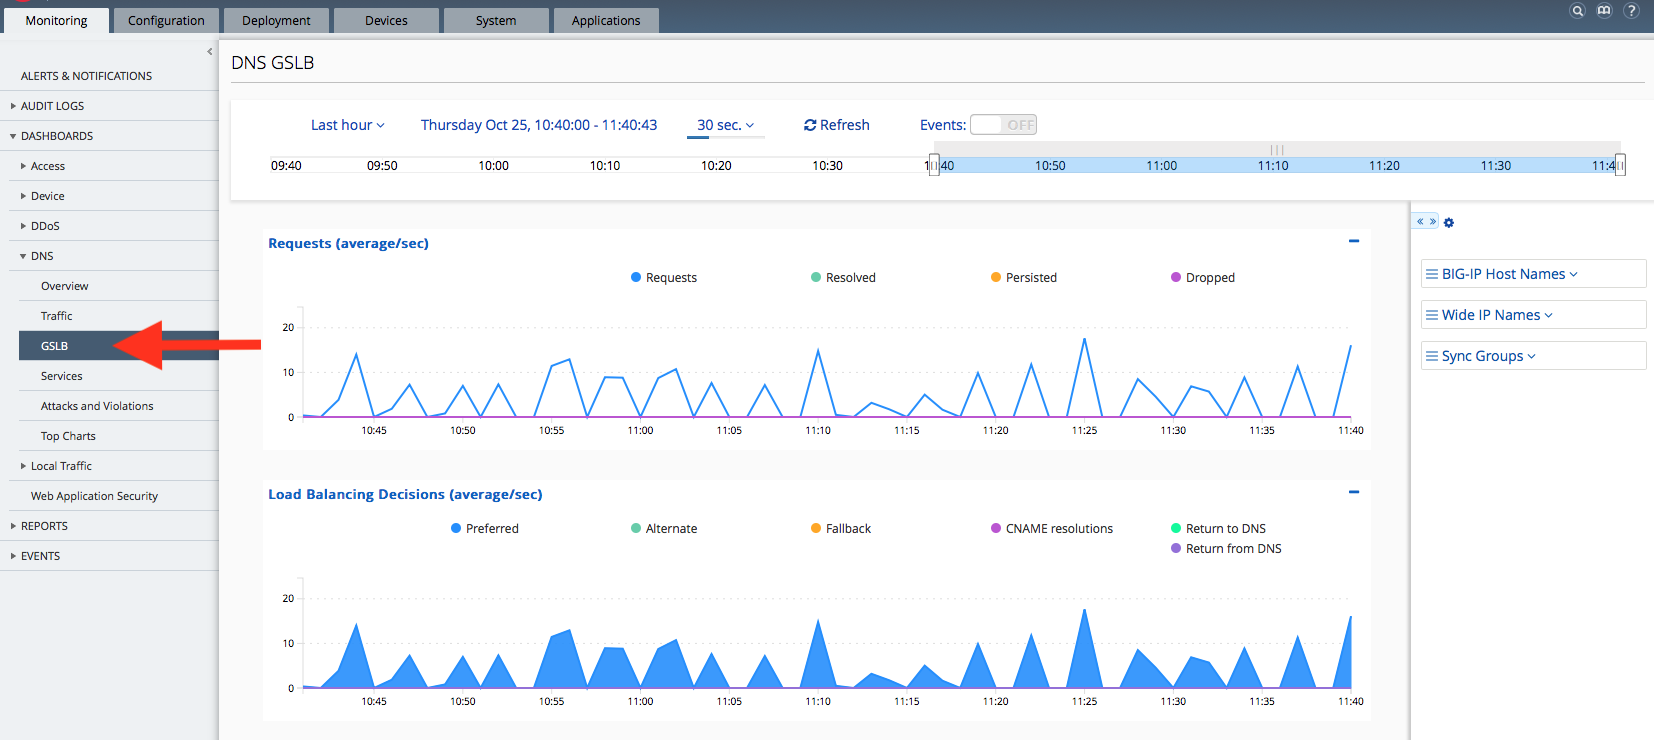 Monitoring Configuration Deployment Devices System Applications
ALERTS & NOTIFICATIONS
AUDIT LOGS
DASHBOARDS
Access
Device
DDoS
DNS
Overview
Traffic
GSLB
Services
Attacks and Violations
Top Charts
Local Traffic
Web Application Security
REPORTS
EVENTS
DNS GSLB
Last hour Thursday Oct 25, 10:40:00 - 11:40:43 30 sec. Refresh Events: OFF
09:40 09:50 10:00 10:10 10:20 10:30 10:50 11:00 11:10 11:20 11:30
Requests (average/sec)
Requests Resolved Persisted Dropped
20
10
0
10:45 10:50 10:55 11:00 11:05 11:10 11:15 11:20 11:25 11:30 11:35 11:40
Load Balancing Decisions (average/sec)
Preferred Alternate Fallback CNAME resolutions Return to DNS
Return from DNS
20
10
0
10:45 10:50 10:55 11:00 11:05 11:10 11:15 11:20 11:25 11:30 11:35 11:40
BIG-IP Host Names
Wide IP Names
Sync Groups